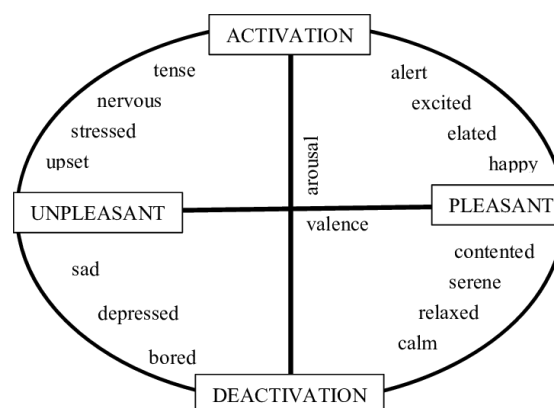 ACTIVATION
tense
alert
nervous
excited
stressed
elated
upset
happy
arousal
UNPLEASANT
PLEASANT
valence
sad
contented
serene
depressed
relaxed
bored
calm
DEACTIVATION